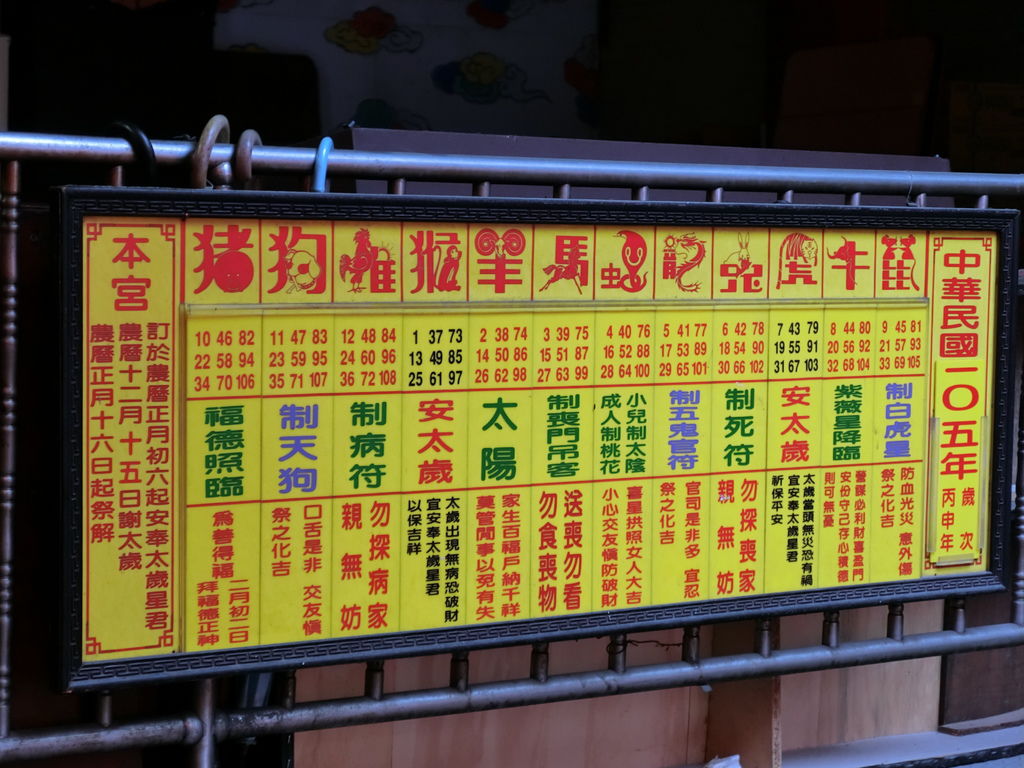 中華民國一〇五年
歲次
丙申年
鼠
9 45 81
21 57 93
33 69 105
制白虎星
防血光災 意外傷
祭之化吉
牛
8 44 80
20 56 92
32 68 104
紫薇星降臨
營謀必利財喜盈門
安份守己存心積德
則可無憂
虎
7 43 79
19 55 91
31 67 103
安太歲
太歲當頭無災恐有禍
宜安奉太歲星君
祈保平安
兔
6 42 78
18 54 90
30 66 102
制死符
勿探喪家
親無妨
龍
5 41 77
17 53 89
29 65 101
制五鬼官符
官司是非多 宜忍
祭之化吉
蛇
4 40 76
16 52 88
28 64 100
小兒制太陰
成人制桃花
喜星拱照女人大吉
小心交友慎防破財
馬
3 39 75
15 51 87
27 63 99
制喪門吊客
送喪勿看
勿食喪物
羊
2 38 74
14 50 86
26 62 98
太陽
家生百福戶納千祥
莫管閒事以免有失
猴
1 37 73
13 49 85
25 61 97
安太歲
太歲出現無病恐破財
宜安奉太歲星君
以保吉祥
雞
12 48 84
24 60 96
36 72 108
制病符
勿探病家
親無妨
狗
11 47 83
23 59 95
35 71 107
制天狗
口舌是非 交友慎
祭之化吉
豬
10 46 82
22 58 94
34 70 106
福德照臨
二月初二日
拜福德正神
為善得福
本宮
訂於農曆正月初六起安奉太歲星君
農曆十二月十五日謝太歲
農曆正月十六日起祭解